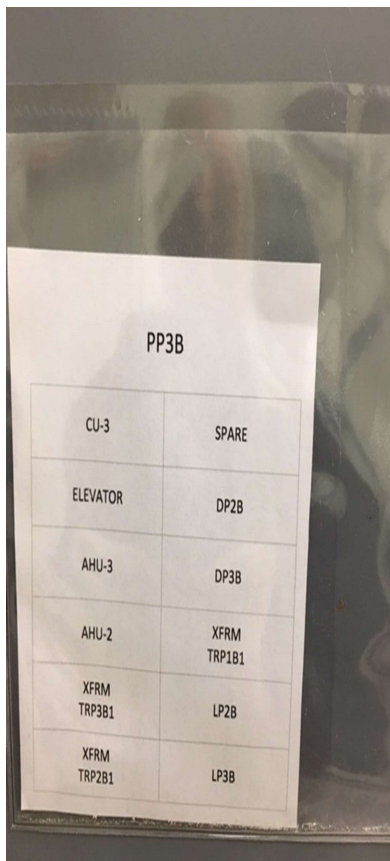 PP3B
CU-3
SPARE
ELEVATOR
DP2B
AHU-3
DP3B
AHU-2
XFRM
TRP1B1
XFRM
TRP3B1
LP2B
XFRM
TRP2B1
LP3B